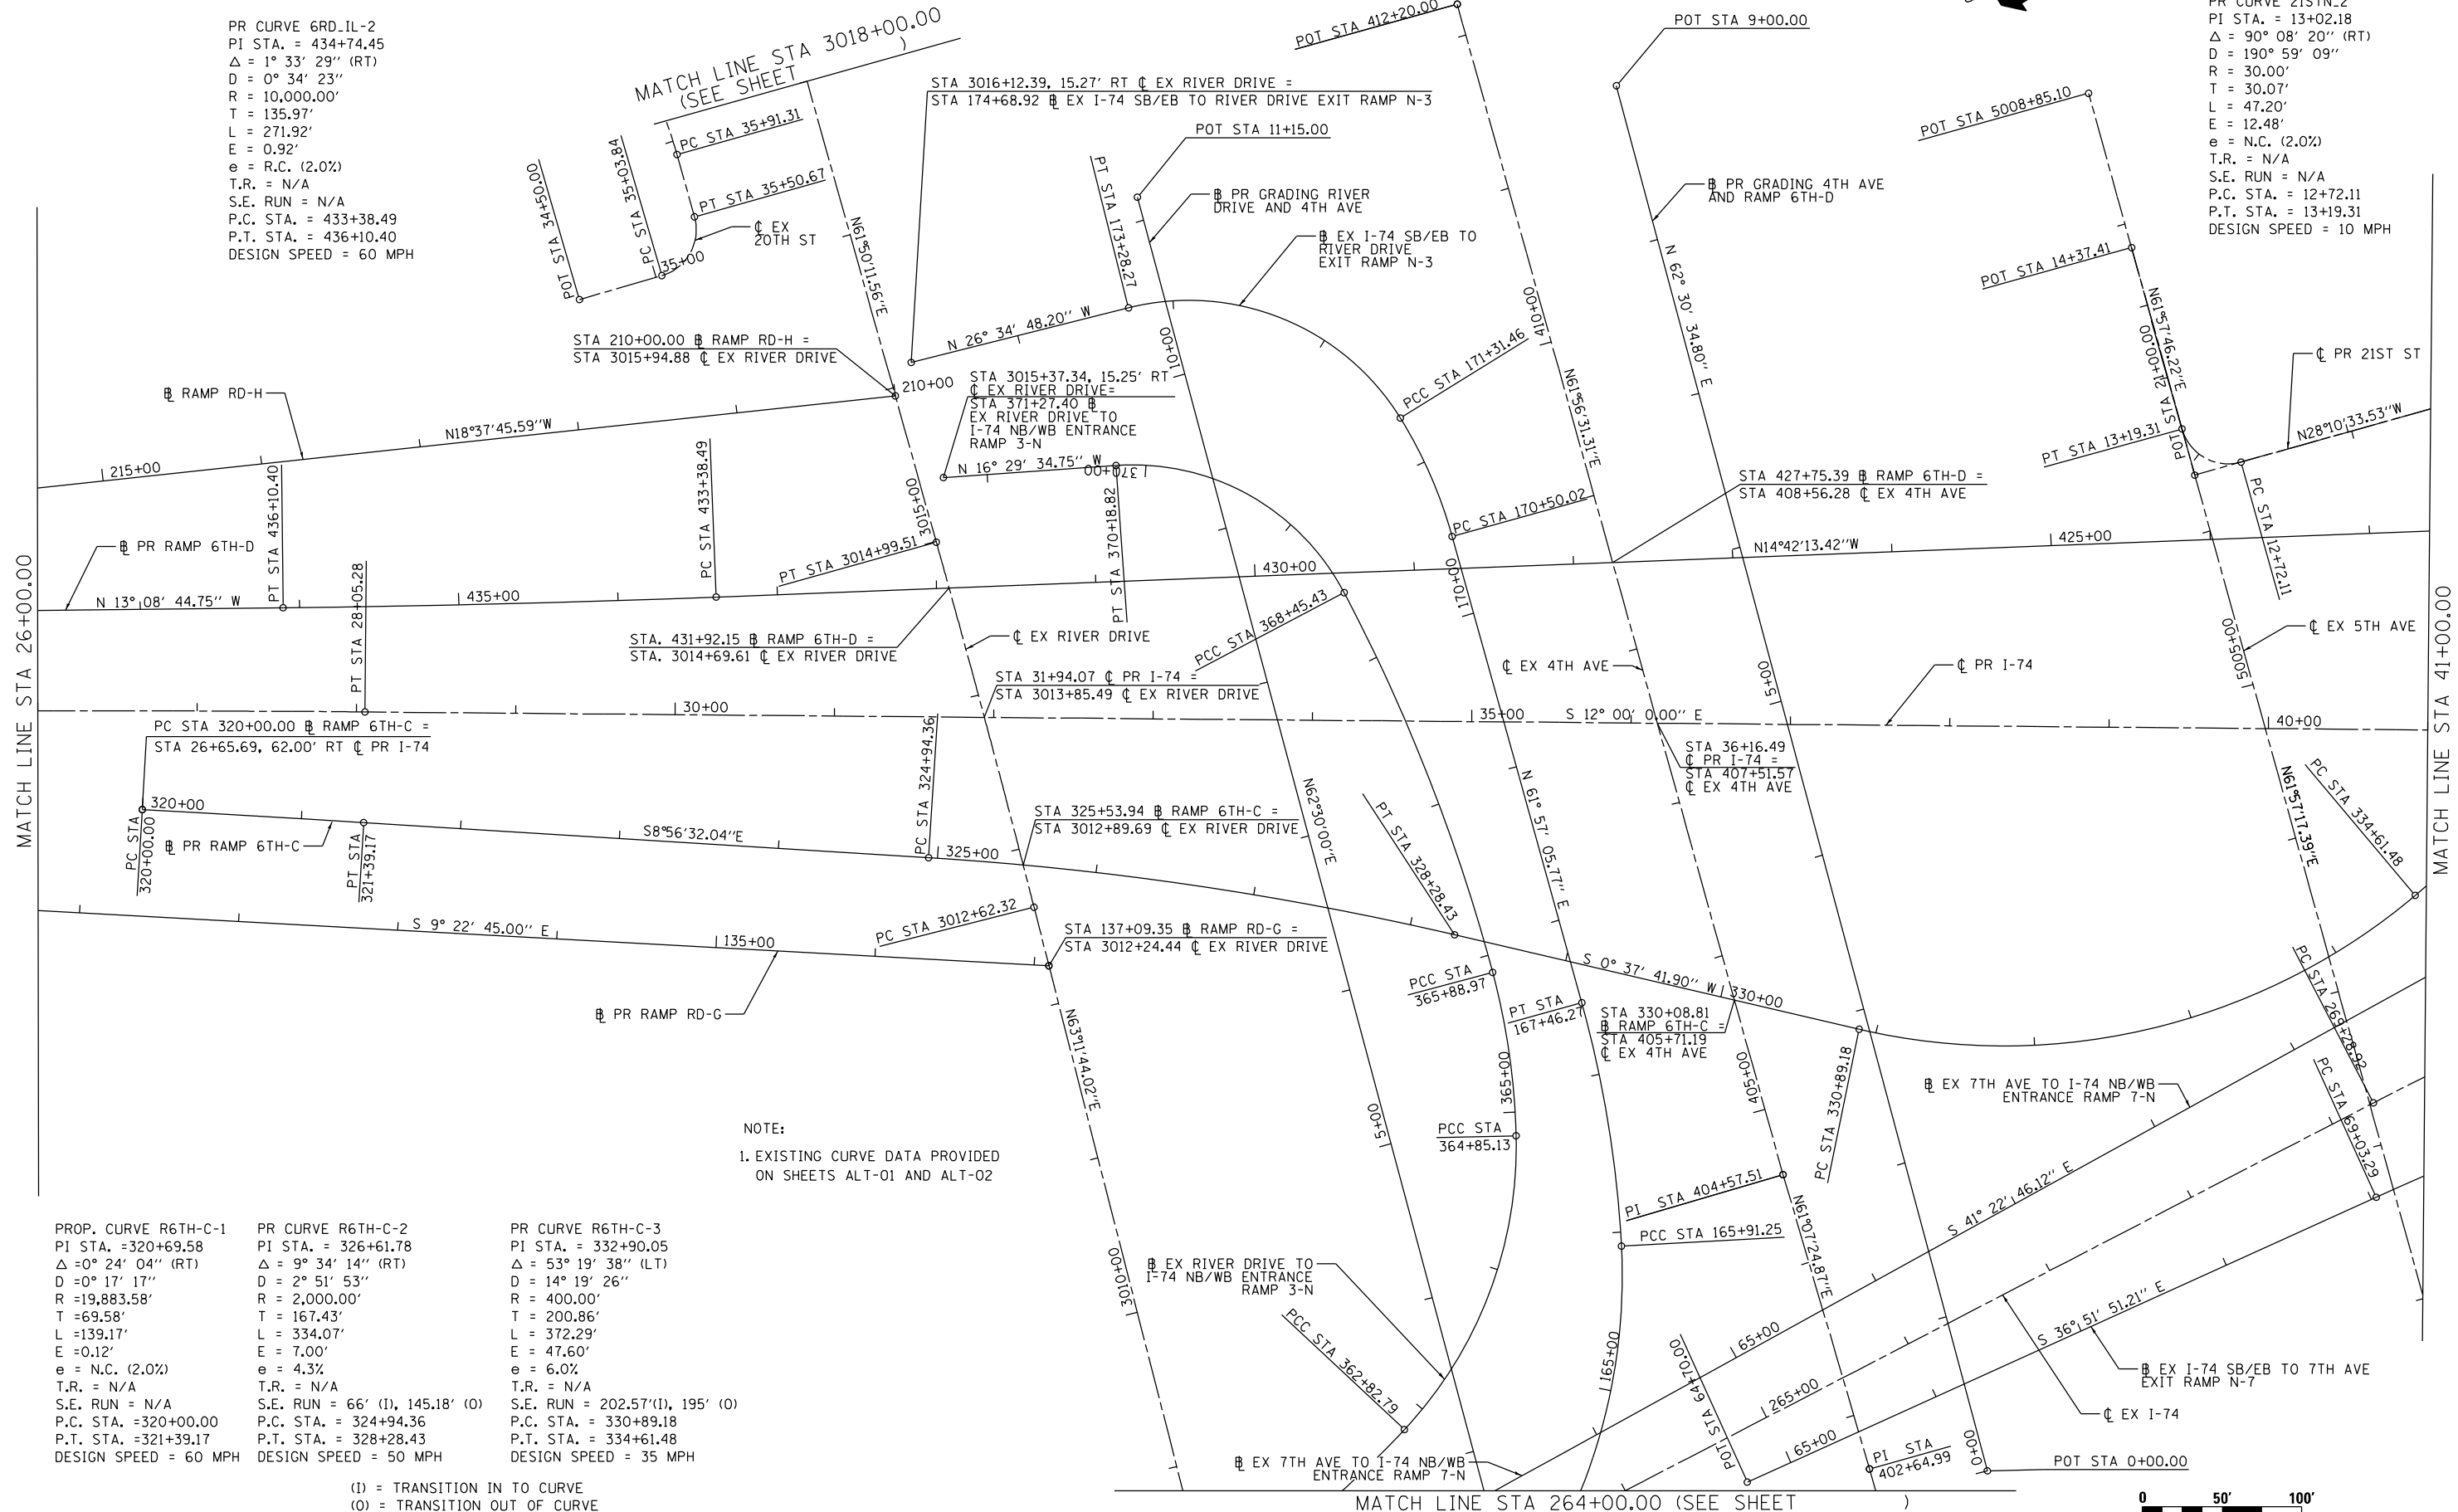 PR CURVE 6RD_IL-2
PI STA. = 434+74.45
Δ = 1° 33' 29'' (RT)
D = 0° 34' 23''
R = 10,000.00'
T = 135.97'
L = 271.92'
E = 0.92'
e = R.C. (2.0%)
T.R. = N/A
S.E. RUN = N/A
P.C. STA. = 433+38.49
P.T. STA. = 436+10.40
DESIGN SPEED = 60 MPH
MATCH LINE STA 3018+00.00
(SEE SHEET )
PC STA 35+91.31
PT STA 35+50.67
PC STA 35+03.84
POT STA 34+50.00
35+00
℄ EX
20TH ST
N61°50'11.56''E
STA 3016+12.39, 15.27' RT ℄ EX RIVER DRIVE =
STA 174+68.92 ⅊ EX I-74 SB/EB TO RIVER DRIVE EXIT RAMP N-3
POT STA 11+15.00
PT STA 173+28.27
⅊ PR GRADING RIVER
DRIVE AND 4TH AVE
⅊ EX I-74 SB/EB TO
RIVER DRIVE
EXIT RAMP N-3
POT STA 412+20.00
POT STA 9+00.00
⅊ PR GRADING 4TH AVE
AND RAMP 6TH-D
POT STA 5008+85.10
PR CURVE 21STN_2
PI STA. = 13+02.18
Δ = 90° 08' 20'' (RT)
D = 190° 59' 09''
R = 30.00'
T = 30.07'
L = 47.20'
E = 12.48'
e = N.C. (2.0%)
T.R. = N/A
S.E. RUN = N/A
P.C. STA. = 12+72.11
P.T. STA. = 13+19.31
DESIGN SPEED = 10 MPH
POT STA 14+37.41
N61°57'46.22''E
POT STA 12+00.00
℄ PR 21ST ST
N28°10'33.53''W
PT STA 13+19.31
PC STA 12+72.11
STA 210+00.00 ⅊ RAMP RD-H =
STA 3015+94.88 ℄ EX RIVER DRIVE
N 26° 34' 48.20'' W
10+00
410+00
N 62° 30' 34.80'' E
PCC STA 171+31.46
210+00
⅊ RAMP RD-H
N18°37'45.59''W
215+00
STA 3015+37.34, 15.25' RT
℄ EX RIVER DRIVE=
STA 371+27.40 ⅊
EX RIVER DRIVE TO
I-74 NB/WB ENTRANCE
RAMP 3-N
N 16° 29' 34.75'' W
370+00
N61°56'31.31''E
STA 427+75.39 ⅊ RAMP 6TH-D =
STA 408+56.28 ℄ EX 4TH AVE
PC STA 170+50.02
N14°42'13.42''W
425+00
⅊ PR RAMP 6TH-D
PT STA 436+10.40
PC STA 433+38.49
3015+00
PT STA 3014+99.51
PT STA 370+18.82
430+00
170+00
N 13° 08' 44.75'' W
435+00
PT STA 28+05.28
STA. 431+92.15 ⅊ RAMP 6TH-D =
STA. 3014+69.61 ℄ EX RIVER DRIVE
℄ EX RIVER DRIVE
PCC STA 368+45.43
℄ EX 4TH AVE
5+00
℄ PR I-74
5005+00
℄ EX 5TH AVE
MATCH LINE STA 26+00.00
MATCH LINE STA 41+00.00
STA 31+94.07 ℄ PR I-74 =
STA 3013+85.49 ℄ EX RIVER DRIVE
30+00
35+00
S 12° 00' 0.00'' E
40+00
PC STA 320+00.00 ⅊ RAMP 6TH-C =
STA 26+65.69, 62.00' RT ℄ PR I-74
PC STA 324+94.36
STA 36+16.49
℄ PR I-74 =
STA 407+51.57
℄ EX 4TH AVE
320+00
PC STA
320+00.00
⅊ PR RAMP 6TH-C
PT STA
321+39.17
S8°56'32.04''E
325+00
STA 325+53.94 ⅊ RAMP 6TH-C =
STA 3012+89.69 ℄ EX RIVER DRIVE
N62°30'00''E
PT STA 328+28.43
N 61° 57' 05.77'' E
N61°57'17.39''E
PC STA 334+61.48
S 9° 22' 45.00'' E
135+00
PC STA 3012+62.32
STA 137+09.35 ⅊ RAMP RD-G =
STA 3012+24.44 ℄ EX RIVER DRIVE
⅊ PR RAMP RD-G
PCC STA
365+88.97
S 0° 37' 41.90'' W
330+00
PT STA
167+46.27
STA 330+08.81
⅊ RAMP 6TH-C =
STA 405+71.19
℄ EX 4TH AVE
PC STA 269+28.92
PC STA 69+03.29
N63°11'44.02''E
5+00
365+00
405+00
PC STA 330+89.18
⅊ EX 7TH AVE TO I-74 NB/WB
ENTRANCE RAMP 7-N
NOTE:
1. EXISTING CURVE DATA PROVIDED
ON SHEETS ALT-01 AND ALT-02
PCC STA
364+85.13
PI STA 404+57.51
PCC STA 165+91.25
N61°07'24.87''E
S 41° 22' 46.12'' E
PROP. CURVE R6TH-C-1
PI STA. =320+69.58
Δ =0° 24' 04'' (RT)
D =0° 17' 17''
R =19,883.58'
T =69.58'
L =139.17'
E =0.12'
e = N.C. (2.0%)
T.R. = N/A
S.E. RUN = N/A
P.C. STA. =320+00.00
P.T. STA. =321+39.17
DESIGN SPEED = 60 MPH
PR CURVE R6TH-C-2
PI STA. = 326+61.78
Δ = 9° 34' 14'' (RT)
D = 2° 51' 53''
R = 2,000.00'
T = 167.43'
L = 334.07'
E = 7.00'
e = 4.3%
T.R. = N/A
S.E. RUN = 66' (I), 145.18' (O)
P.C. STA. = 324+94.36
P.T. STA. = 328+28.43
DESIGN SPEED = 50 MPH
PR CURVE R6TH-C-3
PI STA. = 332+90.05
Δ = 53° 19' 38'' (LT)
D = 14° 19' 26''
R = 400.00'
T = 200.86'
L = 372.29'
E = 47.60'
e = 6.0%
T.R. = N/A
S.E. RUN = 202.57'(I), 195' (O)
P.C. STA. = 330+89.18
P.T. STA. = 334+61.48
DESIGN SPEED = 35 MPH
(I) = TRANSITION IN TO CURVE
(O) = TRANSITION OUT OF CURVE
3010+00
⅊ EX RIVER DRIVE TO
I-74 NB/WB ENTRANCE
RAMP 3-N
PCC STA 362+82.79
165+00
65+00
POT STA 64+70.00
265+00
65+00
S 36° 51' 51.21'' E
⅊ EX I-74 SB/EB TO 7TH AVE
EXIT RAMP N-7
℄ EX I-74
⅊ EX 7TH AVE TO I-74 NB/WB
ENTRANCE RAMP 7-N
PI STA
402+64.99
0+00
POT STA 0+00.00
MATCH LINE STA 264+00.00 (SEE SHEET )
0 50' 100'